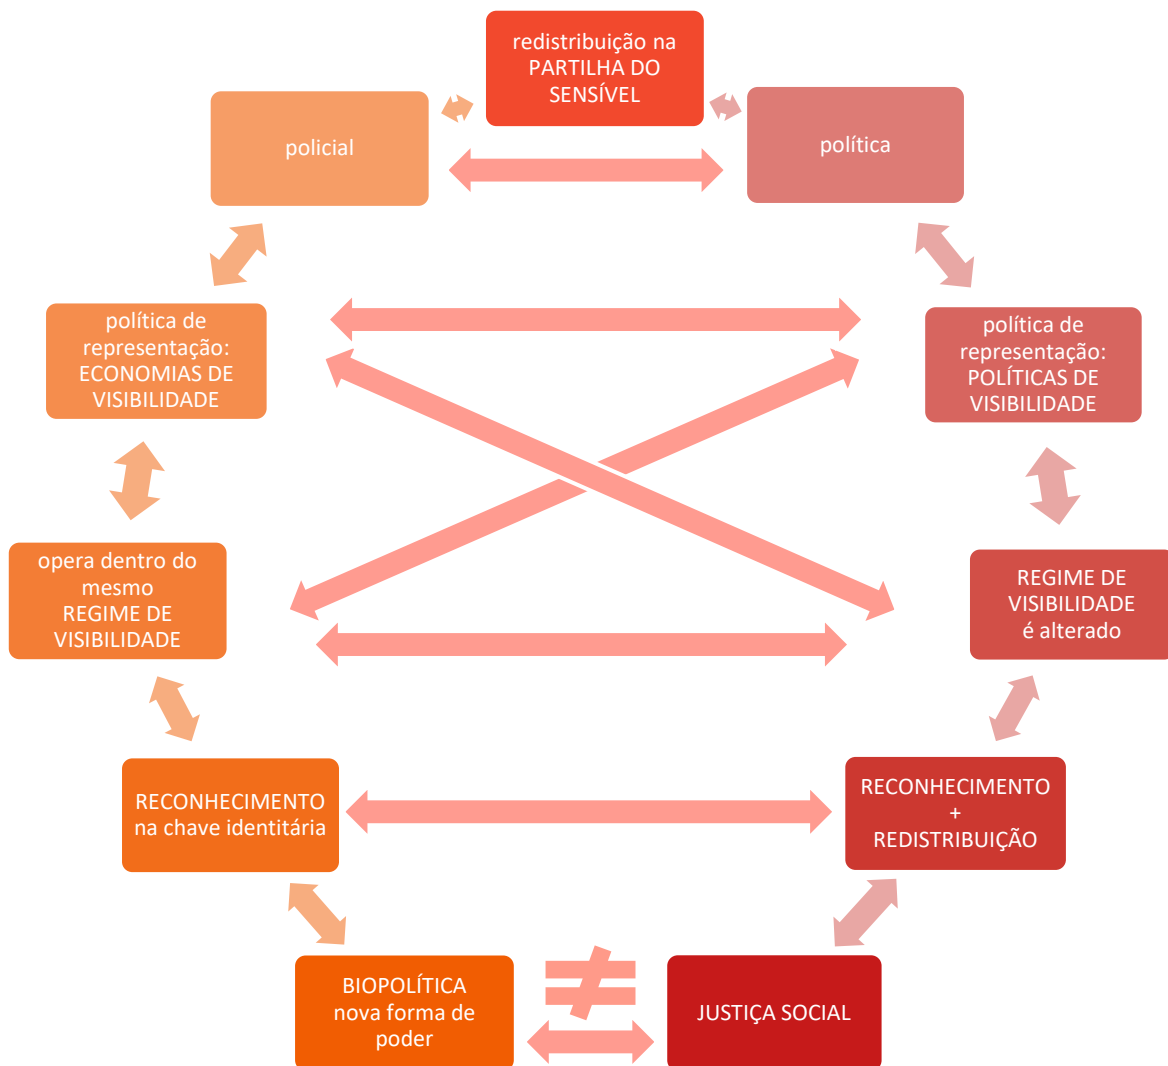 redistribuição na
PARTILHA DO
SENSÍVEL
policial
política
política de
representação:
ECONOMIAS DE
VISIBILIDADE
política de
representação:
POLÍTICAS DE
VISIBILIDADE
opera dentro do
mesmo
REGIME DE
VISIBILIDADE
REGIME DE
VISIBILIDADE
é alterado
RECONHECIMENTO
na chave identitária
RECONHECIMENTO
+
REDISTRIBUIÇÃO
BIOPOLÍTICA
nova forma de
poder
≠
JUSTIÇA SOCIAL